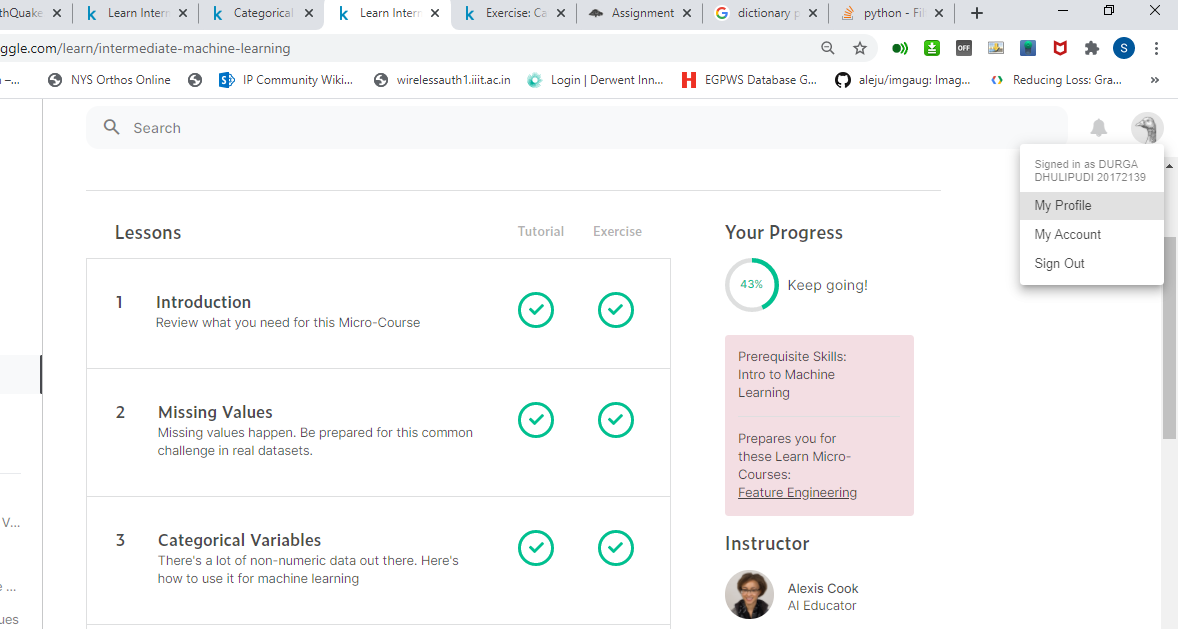 thQuake
Learn Intern
Categorical
Learn Intern
Exercise: Ca
Assignment
dictionary p
python - Fil
ggle.com/learn/intermediate-machine-learning
OFF
S
–...
NYS Orthos Online
IP Community Wiki...
wirelessauth1.iiit.ac.in
Login | Derwent Inn...
EGPWS Database G...
aleju/imgaug: Imag...
Reducing Loss: Gra...
»
Search
Signed in as DURGA
DHULIPUDI 20172139
My Profile
My Account
Sign Out
Lessons
Tutorial
Exercise
1
Introduction
Review what you need for this Micro-Course
2
Missing Values
Missing values happen. Be prepared for this common
challenge in real datasets.
3
Categorical Variables
There's a lot of non-numeric data out there. Here's
how to use it for machine learning
Your Progress
43%
Keep going!
Prerequisite Skills:
Intro to Machine
Learning
Prepares you for
these Learn Micro-
Courses:
Feature Engineering
Instructor
Alexis Cook
AI Educator
V...
e ...
ues